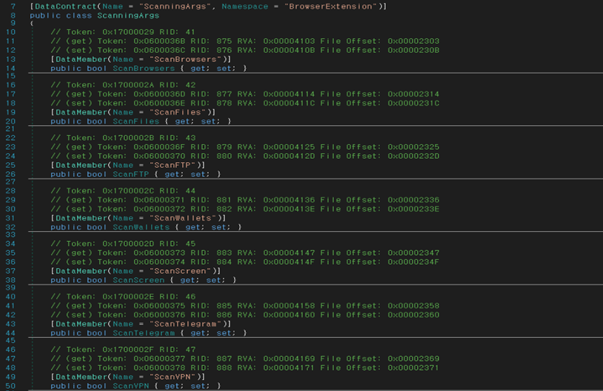 7 [DataContract(Name = "ScanningArgs", Namespace = "BrowserExtension")]
8 public class ScanningArgs
9 {
10 // Token: 0x17000029 RID: 41
11 // (get) Token: 0x0600036B RID: 875 RVA: 0x00004103 File Offset: 0x00002303
12 // (set) Token: 0x0600036C RID: 876 RVA: 0x0000410B File Offset: 0x0000230B
13 [DataMember(Name = "ScanBrowsers")]
14 public bool ScanBrowsers { get; set; }
15
16 // Token: 0x1700002A RID: 42
17 // (get) Token: 0x0600036D RID: 877 RVA: 0x00004114 File Offset: 0x00002314
18 // (set) Token: 0x0600036E RID: 878 RVA: 0x0000411C File Offset: 0x0000231C
19 [DataMember(Name = "ScanFiles")]
20 public bool ScanFiles { get; set; }
21
22 // Token: 0x1700002B RID: 43
23 // (get) Token: 0x0600036F RID: 879 RVA: 0x00004125 File Offset: 0x00002325
24 // (set) Token: 0x06000370 RID: 880 RVA: 0x0000412D File Offset: 0x0000232D
25 [DataMember(Name = "ScanFTP")]
26 public bool ScanFTP { get; set; }
27
28 // Token: 0x1700002C RID: 44
29 // (get) Token: 0x06000371 RID: 881 RVA: 0x00004136 File Offset: 0x00002336
30 // (set) Token: 0x06000372 RID: 882 RVA: 0x0000413E File Offset: 0x0000233E
31 [DataMember(Name = "ScanWallets")]
32 public bool ScanWallets { get; set; }
33
34 // Token: 0x1700002D RID: 45
35 // (get) Token: 0x06000373 RID: 883 RVA: 0x00004147 File Offset: 0x00002347
36 // (set) Token: 0x06000374 RID: 884 RVA: 0x0000414F File Offset: 0x0000234F
37 [DataMember(Name = "ScanScreen")]
38 public bool ScanScreen { get; set; }
39
40 // Token: 0x1700002E RID: 46
41 // (get) Token: 0x06000375 RID: 885 RVA: 0x00004158 File Offset: 0x00002358
42 // (set) Token: 0x06000376 RID: 886 RVA: 0x00004160 File Offset: 0x00002360
43 [DataMember(Name = "ScanTelegram")]
44 public bool ScanTelegram { get; set; }
45
46 // Token: 0x1700002F RID: 47
47 // (get) Token: 0x06000377 RID: 887 RVA: 0x00004169 File Offset: 0x00002369
48 // (set) Token: 0x06000378 RID: 888 RVA: 0x00004171 File Offset: 0x00002371
49 [DataMember(Name = "ScanVPN")]
50 public bool ScanVPN { get; set; }